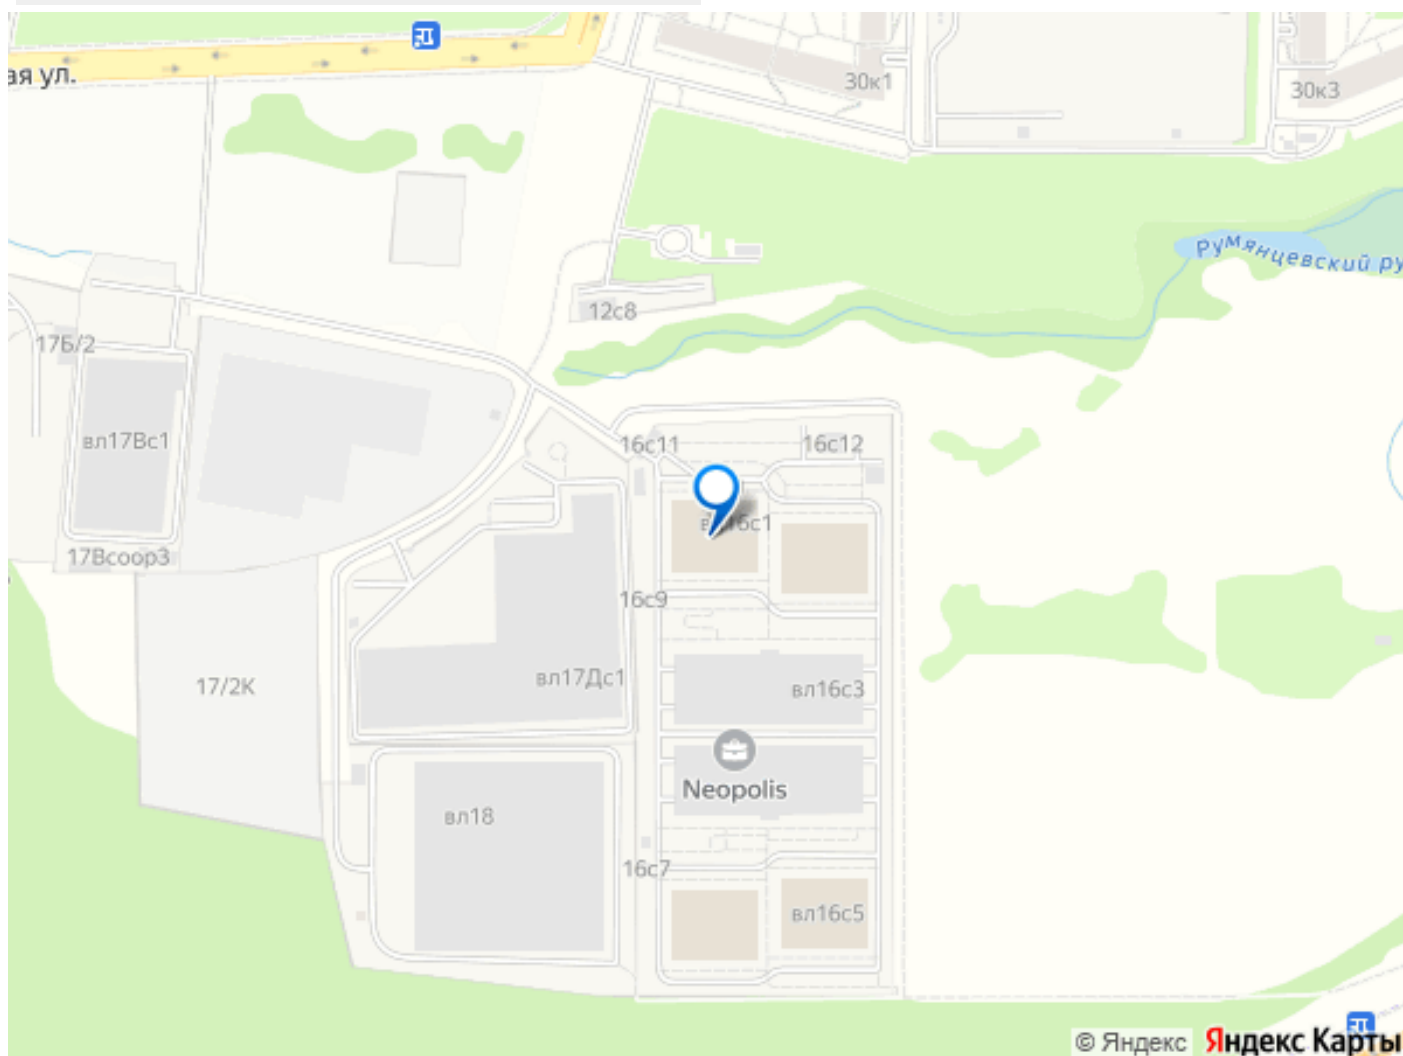 ая ул.
30к1
30к3
Румянцевский ру
12с8
17Б/2
вл17Вс1
16с11
16с12
вл16с1
17Всоор3
16с9
17/2К
вл17Дс1
вл16с3
Neopolis
вл18
16с7
вл16с5
© Яндекс Яндекс Карты